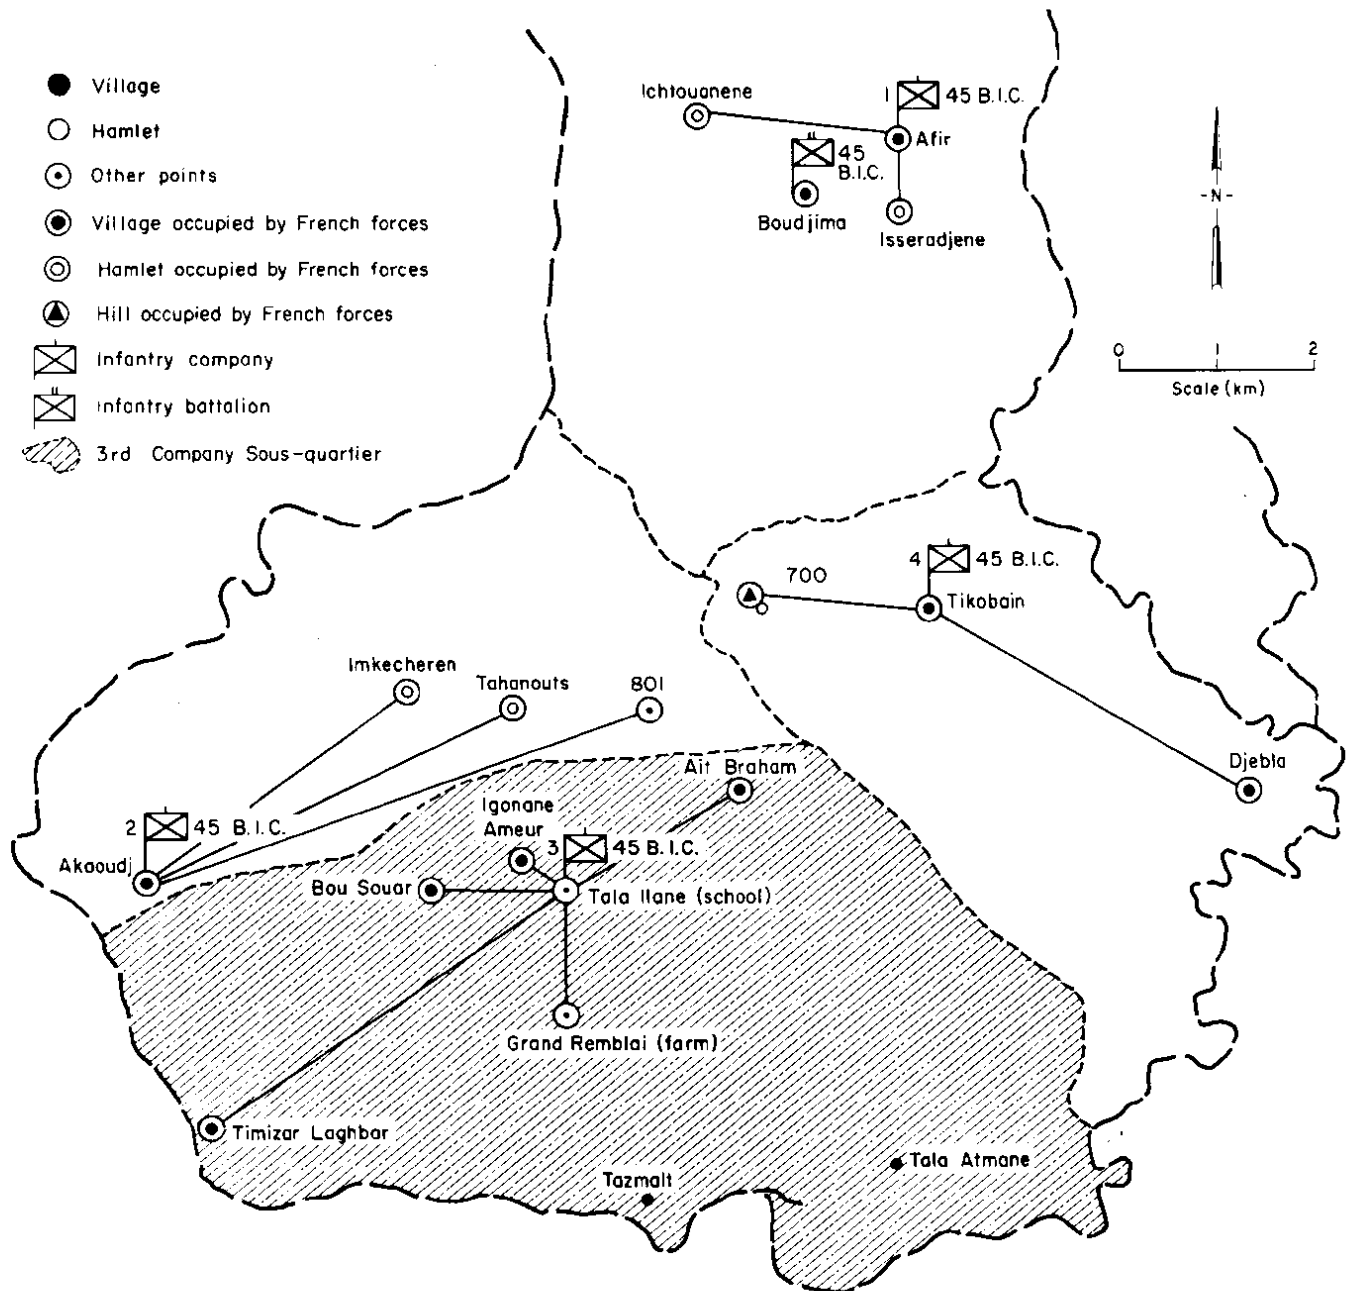 Village
Hamlet
Other points
Village occupied by French forces
Hamlet occupied by French forces
Hill occupied by French forces
Infantry company
Infantry battalion
3rd Company Sous-quartier
Ichtouanene
1
45 B.I.C.
Afir
45
B.I.C.
Boudjima
Isseradjene
-N-
0 1 2
Scale (km)
700
4
45 B.I.C.
Tikobain
Imkecheren
Tahanouts
801
Djebla
Ait Braham
2
45 B.I.C.
Akaoudj
Igonane
Ameur
3
45 B.I.C.
Bou Souar
Tala Ilane (school)
Grand Remblai (farm)
Timizar Laghbar
Tazmalt
Tala Atmane